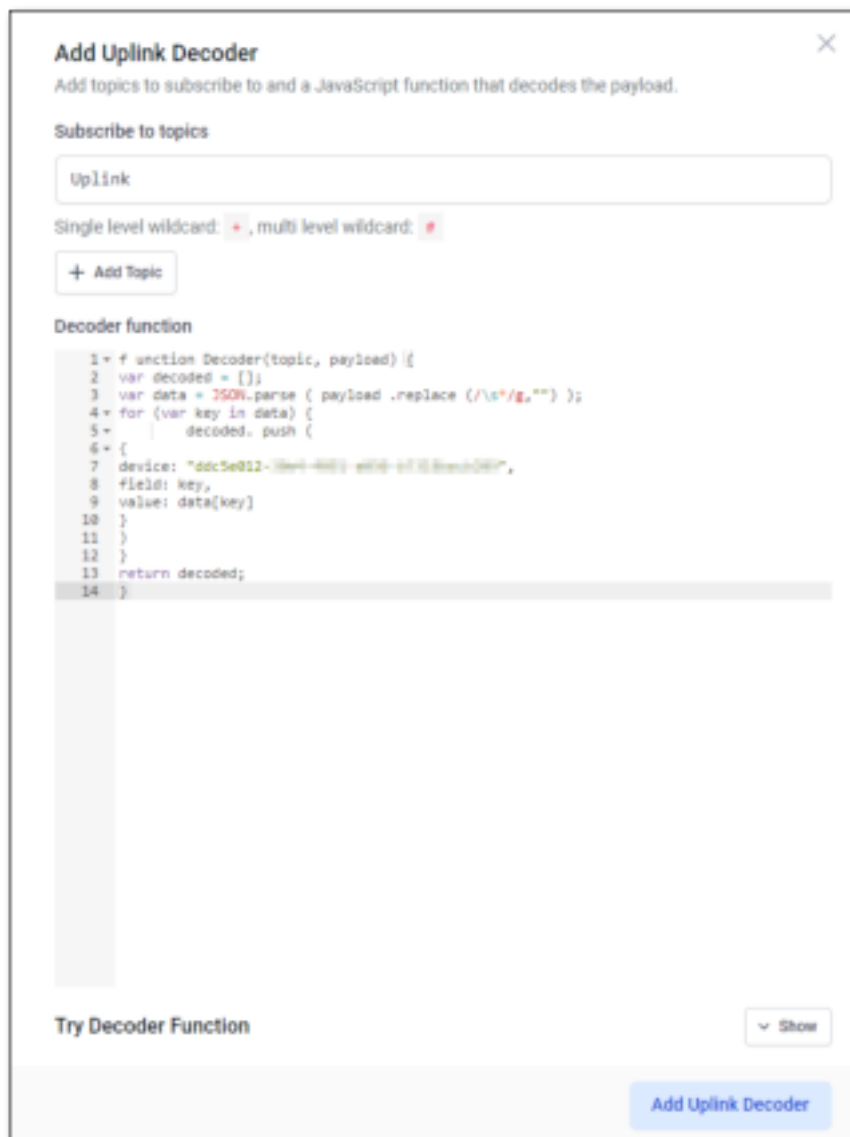 Add Uplink Decoder
Add topics to subscribe to and a JavaScript function that decodes the payload.
Subscribe to topics
Uplink
Single level wildcard: + , multi level wildcard: #
+ Add Topic
Decoder function
1 f unction Decoder(topic, payload) {
2 var decoded = [];
3 var data = JSON.parse ( payload .replace (/\s*/g,"") );
4 for (var key in data) {
5 decoded. push (
6 {
7 device: "ddc5e012-
8 field: key,
9 value: data[key]
10 }
11 )
12 }
13 return decoded;
14 }
Try Decoder Function
Show
Add Uplink Decoder